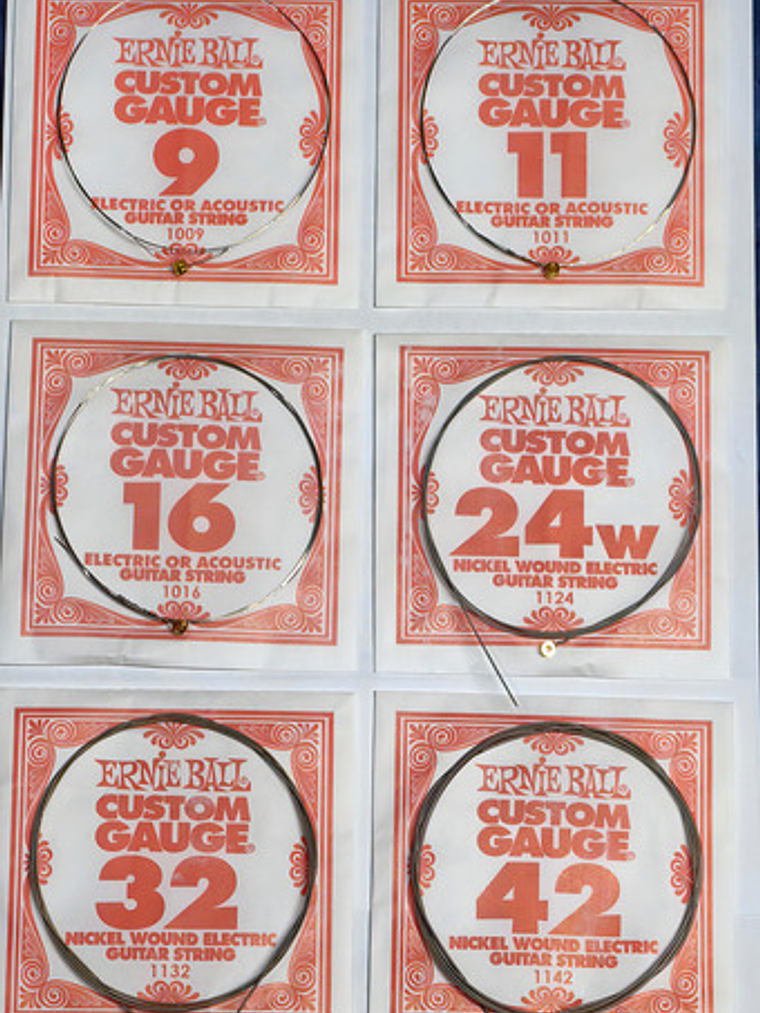 ERNIE BALL
CUSTOM
GAUGE®
9
ELECTRIC OR ACOUSTIC
GUITAR STRING
1009
ERNIE BALL
CUSTOM
GAUGE®
11
ELECTRIC OR ACOUSTIC
GUITAR STRING
1011
ERNIE BALL
CUSTOM
GAUGE®
16
ELECTRIC OR ACOUSTIC
GUITAR STRING
1016
ERNIE BALL
CUSTOM
GAUGE®
24w
NICKEL WOUND ELECTRIC
GUITAR STRING
1124
ERNIE BALL
CUSTOM
GAUGE®
32
NICKEL WOUND ELECTRIC
GUITAR STRING
1132
ERNIE BALL
CUSTOM
GAUGE®
42
NICKEL WOUND ELECTRIC
GUITAR STRING
1142